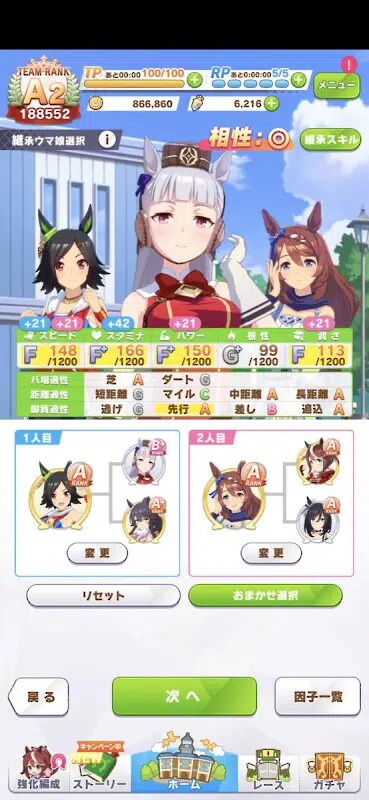 TEAM RANK
A2
188552
TP あと00:00 100/100
RP あと0:00:00 5/5
メニュー
866,860
6,216
継承ウマ娘選択
i
相性:◎
継承スキル
+21 +21 +42 +21 +21
スピード スタミナ パワー 根性 賢さ
F 148 /1200
F+ 166 /1200
F+ 150 /1200
G+ 99 /1200
F 113 /1200
バ場適性 芝 A ダート G
距離適性 短距離 G マイル C 中距離 A 長距離 A
脚質適性 逃げ G 先行 A 差し B 追込 A
1人目
A RANK
B+ RANK
A RANK
変更
2人目
A RANK
A RANK
A RANK
変更
リセット
おまかせ選択
戻る
次へ
因子一覧
キャンペーン中
NEW
強化編成
ストーリー
ホーム
レース
ガチャ